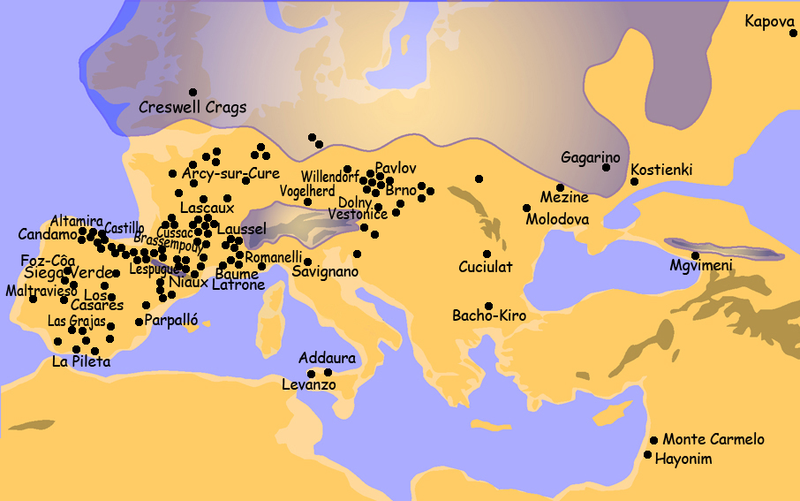 Kapova
Creswell Crags
Gagarino
Kostienki
Arcy-sur-Cure
Willendorf
Pavlov
Vogelherd
Brno
Dolny
Vestonice
Mezine
Molodova
Lascaux
Altamira
Castillo
Candamo
Cussac
Laussel
Brassempouy
Foz-Côa
Siega Verde
Lespugue
Romanelli
Baume
Latrone
Savignano
Cuciulat
Mgvimeni
Niaux
Maltravieso
Los
Casares
Las Grajas
Parpalló
La Pileta
Bacho-Kiro
Addaura
Levanzo
Monte Carmelo
Hayonim